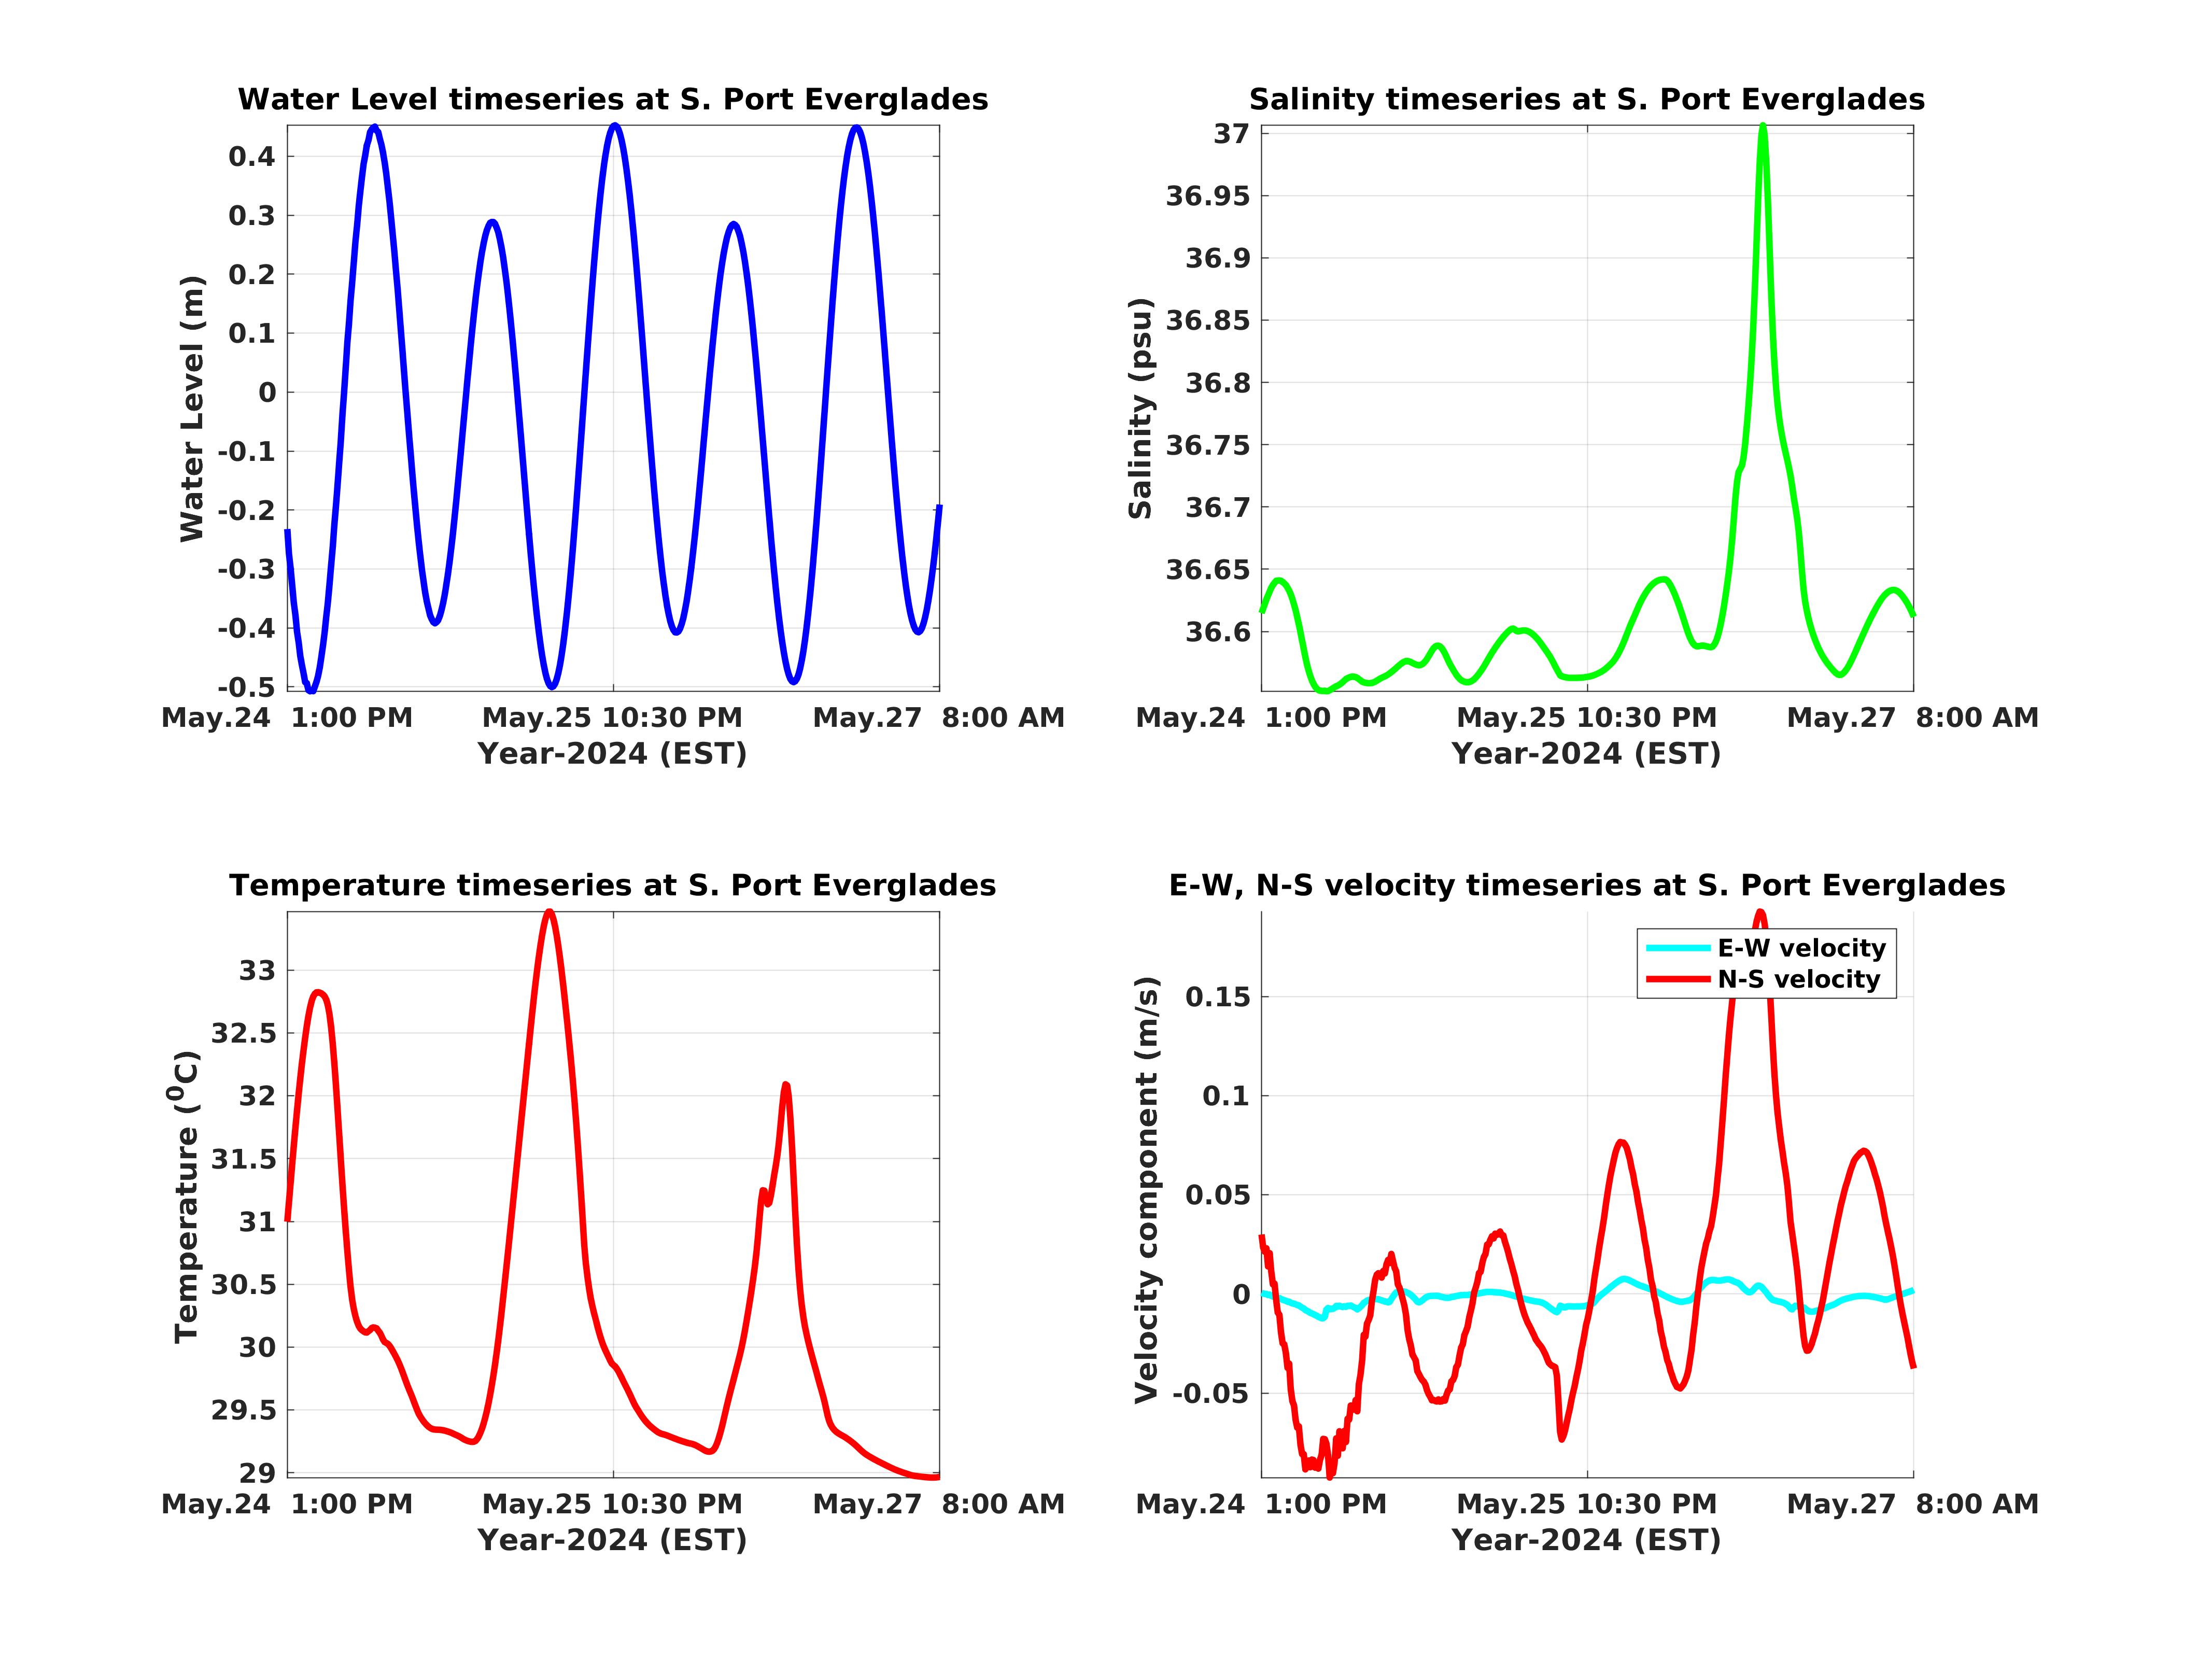 Water Level timeseries at S. Port Everglades
Water Level (m)
0.4
0.3
0.2
0.1
0
-0.1
-0.2
-0.3
-0.4
-0.5
May.24 1:00 PM
May.25 10:30 PM
May.27 8:00 AM
Year-2024 (EST)
Salinity timeseries at S. Port Everglades
Salinity (psu)
37
36.95
36.9
36.85
36.8
36.75
36.7
36.65
36.6
May.24 1:00 PM
May.25 10:30 PM
May.27 8:00 AM
Year-2024 (EST)
Temperature timeseries at S. Port Everglades
Temperature (⁰C)
33
32.5
32
31.5
31
30.5
30
29.5
29
May.24 1:00 PM
May.25 10:30 PM
May.27 8:00 AM
Year-2024 (EST)
E-W, N-S velocity timeseries at S. Port Everglades
Velocity component (m/s)
E-W velocity
N-S velocity
0.15
0.1
0.05
0
-0.05
May.24 1:00 PM
May.25 10:30 PM
May.27 8:00 AM
Year-2024 (EST)